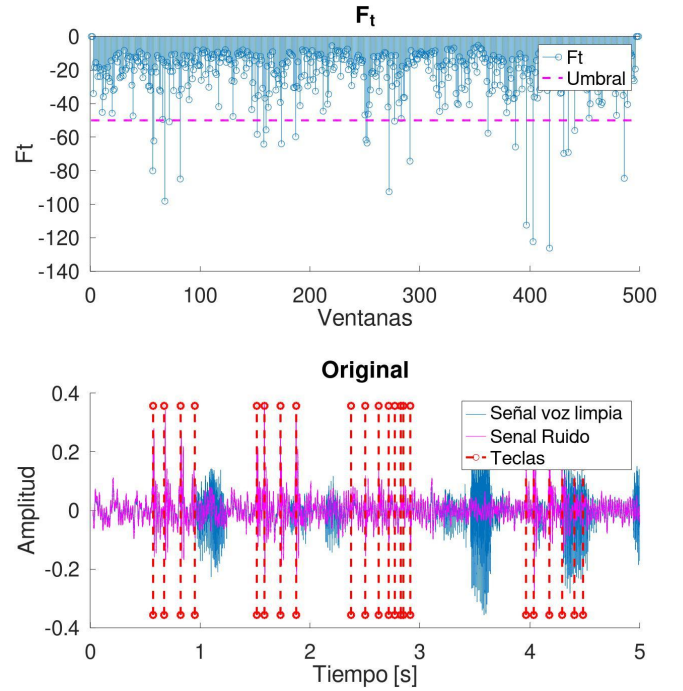 Ft
0
-20
-40
-60
-80
-100
-120
-140
Ft
Ft
Umbral
0
100
200
300
400
500
Ventanas
Original
0.4
0.2
0
-0.2
-0.4
Amplitud
Señal voz limpia
Senal Ruido
Teclas
0
1
2
3
4
5
Tiempo [s]